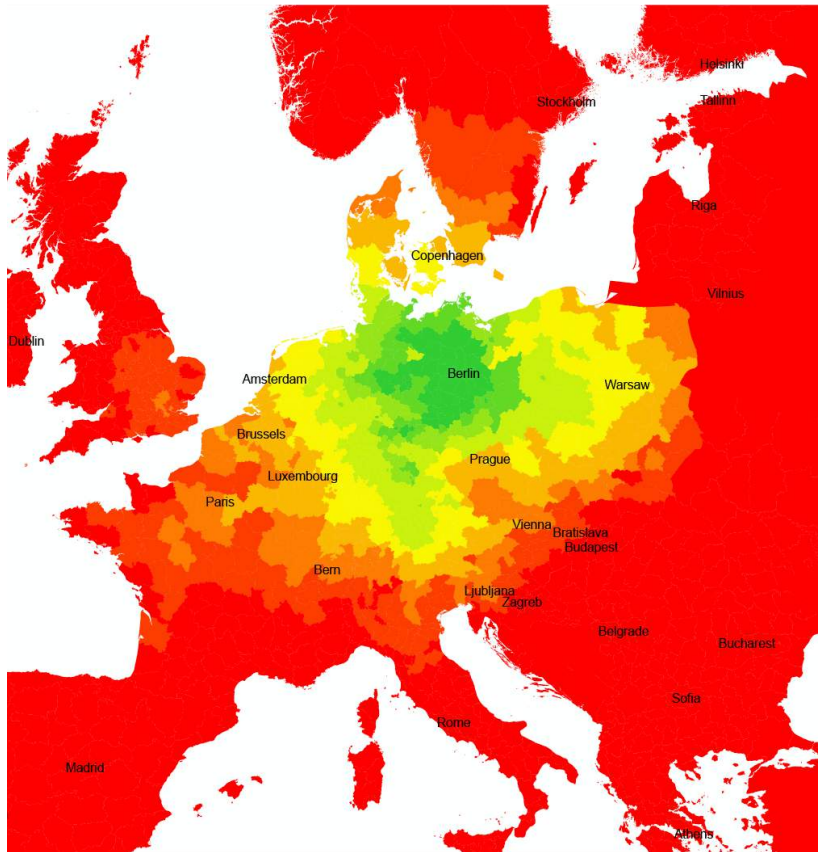 Helsinki
Stockholm
Tallinn
Riga
Copenhagen
Vilnius
Dublin
Berlin
Amsterdam
Warsaw
Brussels
Prague
Luxembourg
Paris
Vienna
Bratislava
Budapest
Bern
Ljubljana
Zagreb
Belgrade
Bucharest
Sofia
Rome
Madrid
Athens